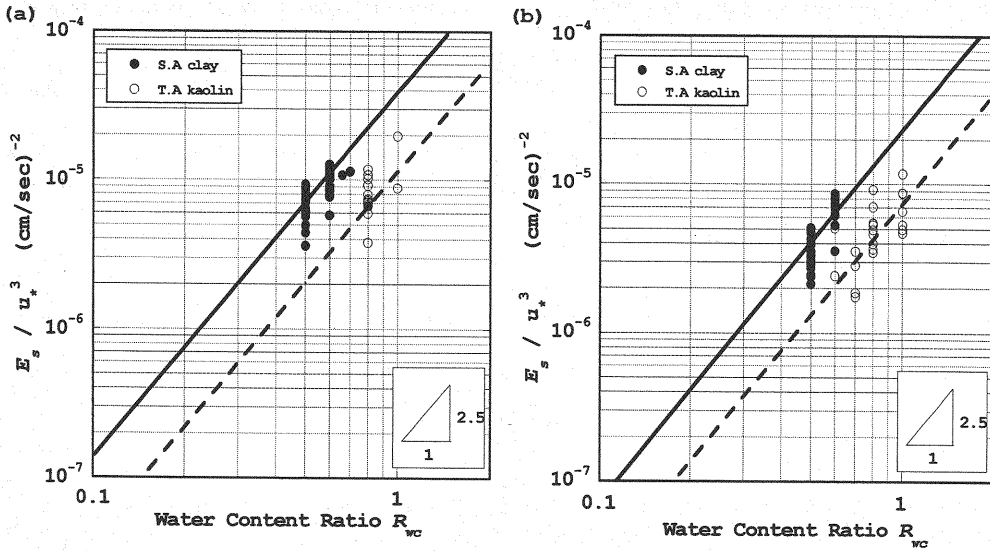 (a)
10⁻⁴
● S.A clay
○ T.A kaolin
10⁻⁵
10⁻⁶
10⁻⁷
E_s / u_*³ (cm/sec)⁻²
2.5
1
0.1
1
Water Content Ratio R_wc
(b)
10⁻⁴
● S.A clay
○ T.A kaolin
10⁻⁵
10⁻⁶
10⁻⁷
E_s / u_*³ (cm/sec)⁻²
2.5
1
0.1
1
Water Content Ratio R_wc